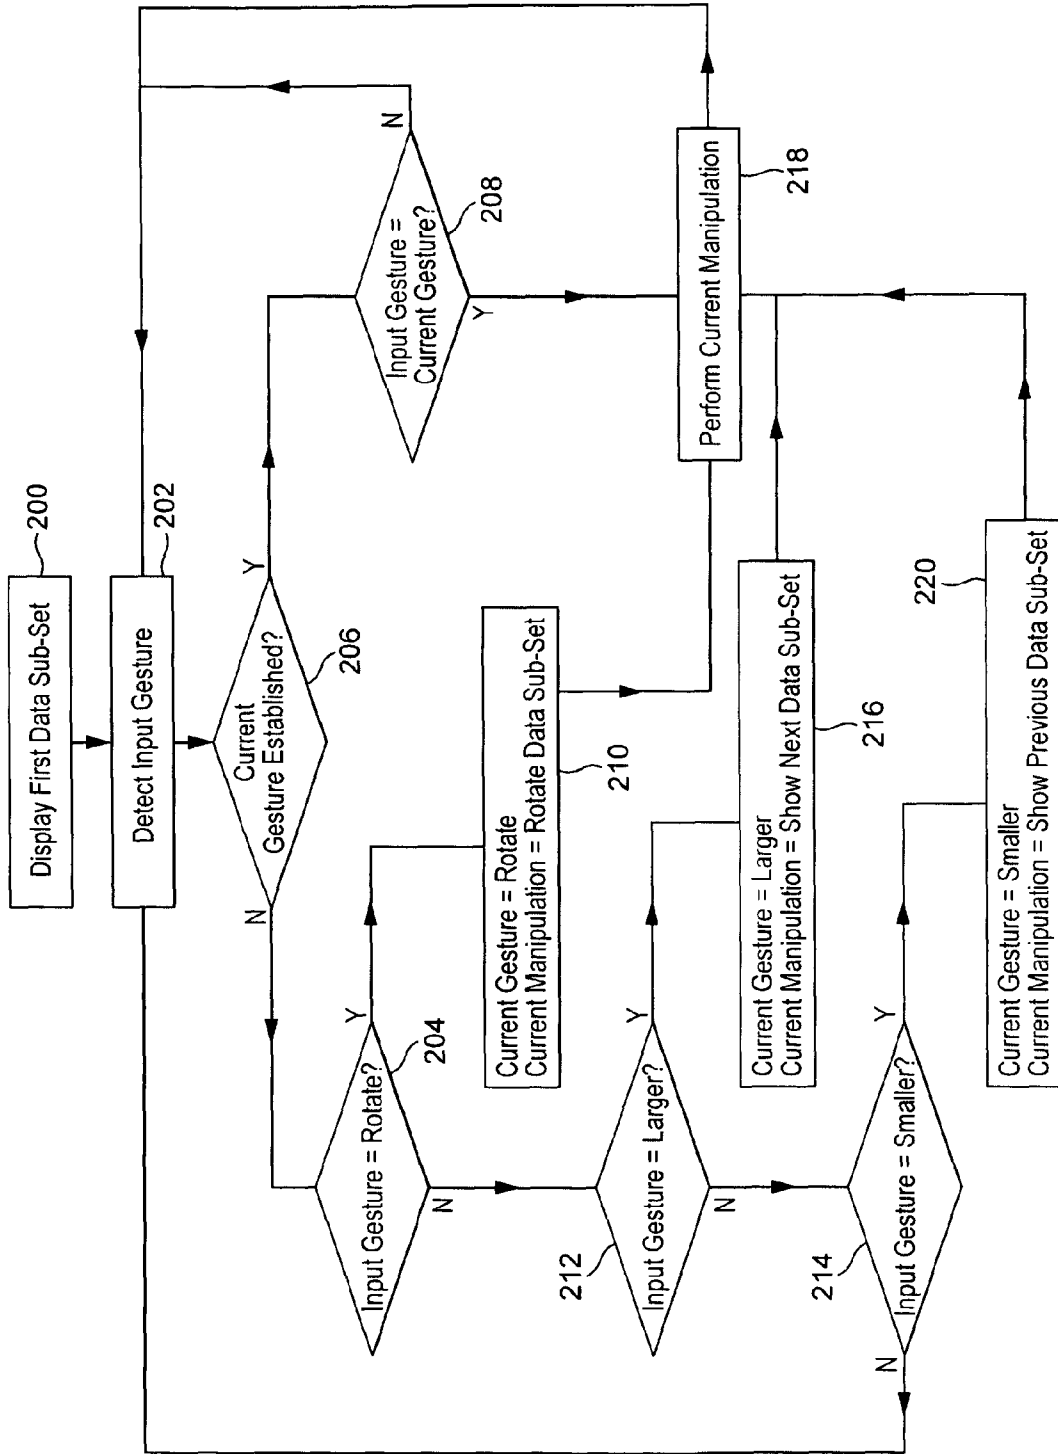 Display First Data Sub-Set
200
Detect Input Gesture
202
Current
Gesture Established?
206
N
Y
Input Gesture =
Current Gesture?
208
N
Y
Input Gesture = Rotate?
204
Y
N
Current Gesture = Rotate
Current Manipulation = Rotate Data Sub-Set
210
Input Gesture = Larger?
212
Y
N
Current Gesture = Larger
Current Manipulation = Show Next Data Sub-Set
216
Perform Current Manipulation
218
Input Gesture = Smaller?
214
N
Y
Current Gesture = Smaller
Current Manipulation = Show Previous Data Sub-Set
220